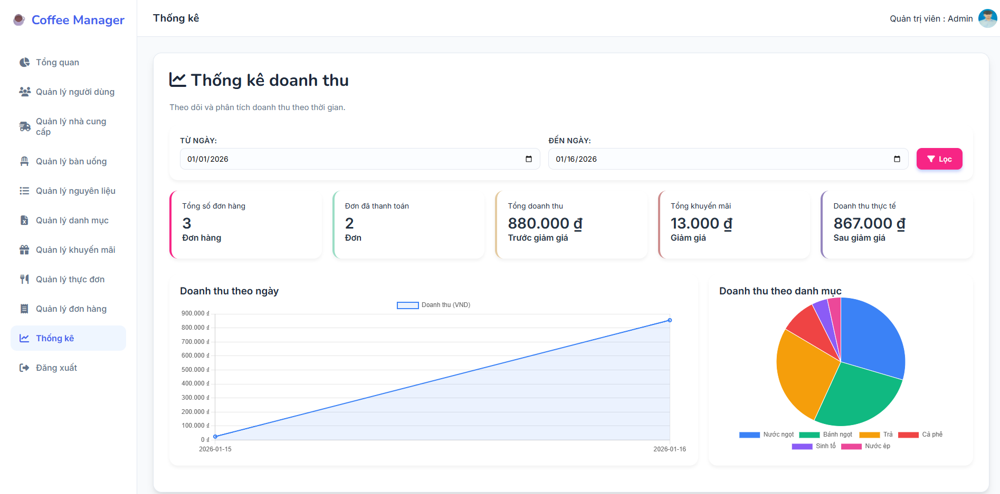 Coffee Manager
Tổng quan
Quản lý người dùng
Quản lý nhà cung
cấp
Quản lý bàn uống
Quản lý nguyên liệu
Quản lý danh mục
Quản lý khuyến mãi
Quản lý thực đơn
Quản lý đơn hàng
Thống kê
Đăng xuất
Thống kê
Quản trị viên : Admin
Thống kê doanh thu
Theo dõi và phân tích doanh thu theo thời gian.
TỪ NGÀY:
01/01/2026
ĐẾN NGÀY:
01/16/2026
Lọc
Tổng số đơn hàng
3
Đơn hàng
Đơn đã thanh toán
2
Đơn
Tổng doanh thu
880.000 ₫
Trước giảm giá
Tổng khuyến mãi
13.000 ₫
Giảm giá
Doanh thu thực tế
867.000 ₫
Sau giảm giá
Doanh thu theo ngày
Doanh thu (VND)
900.000 ₫
800.000 ₫
700.000 ₫
600.000 ₫
500.000 ₫
400.000 ₫
300.000 ₫
200.000 ₫
100.000 ₫
0 ₫
2026-01-15 2026-01-16
Doanh thu theo danh mục
Nước ngọt Bánh ngọt Trà Cà phê
Sinh tố Nước ép